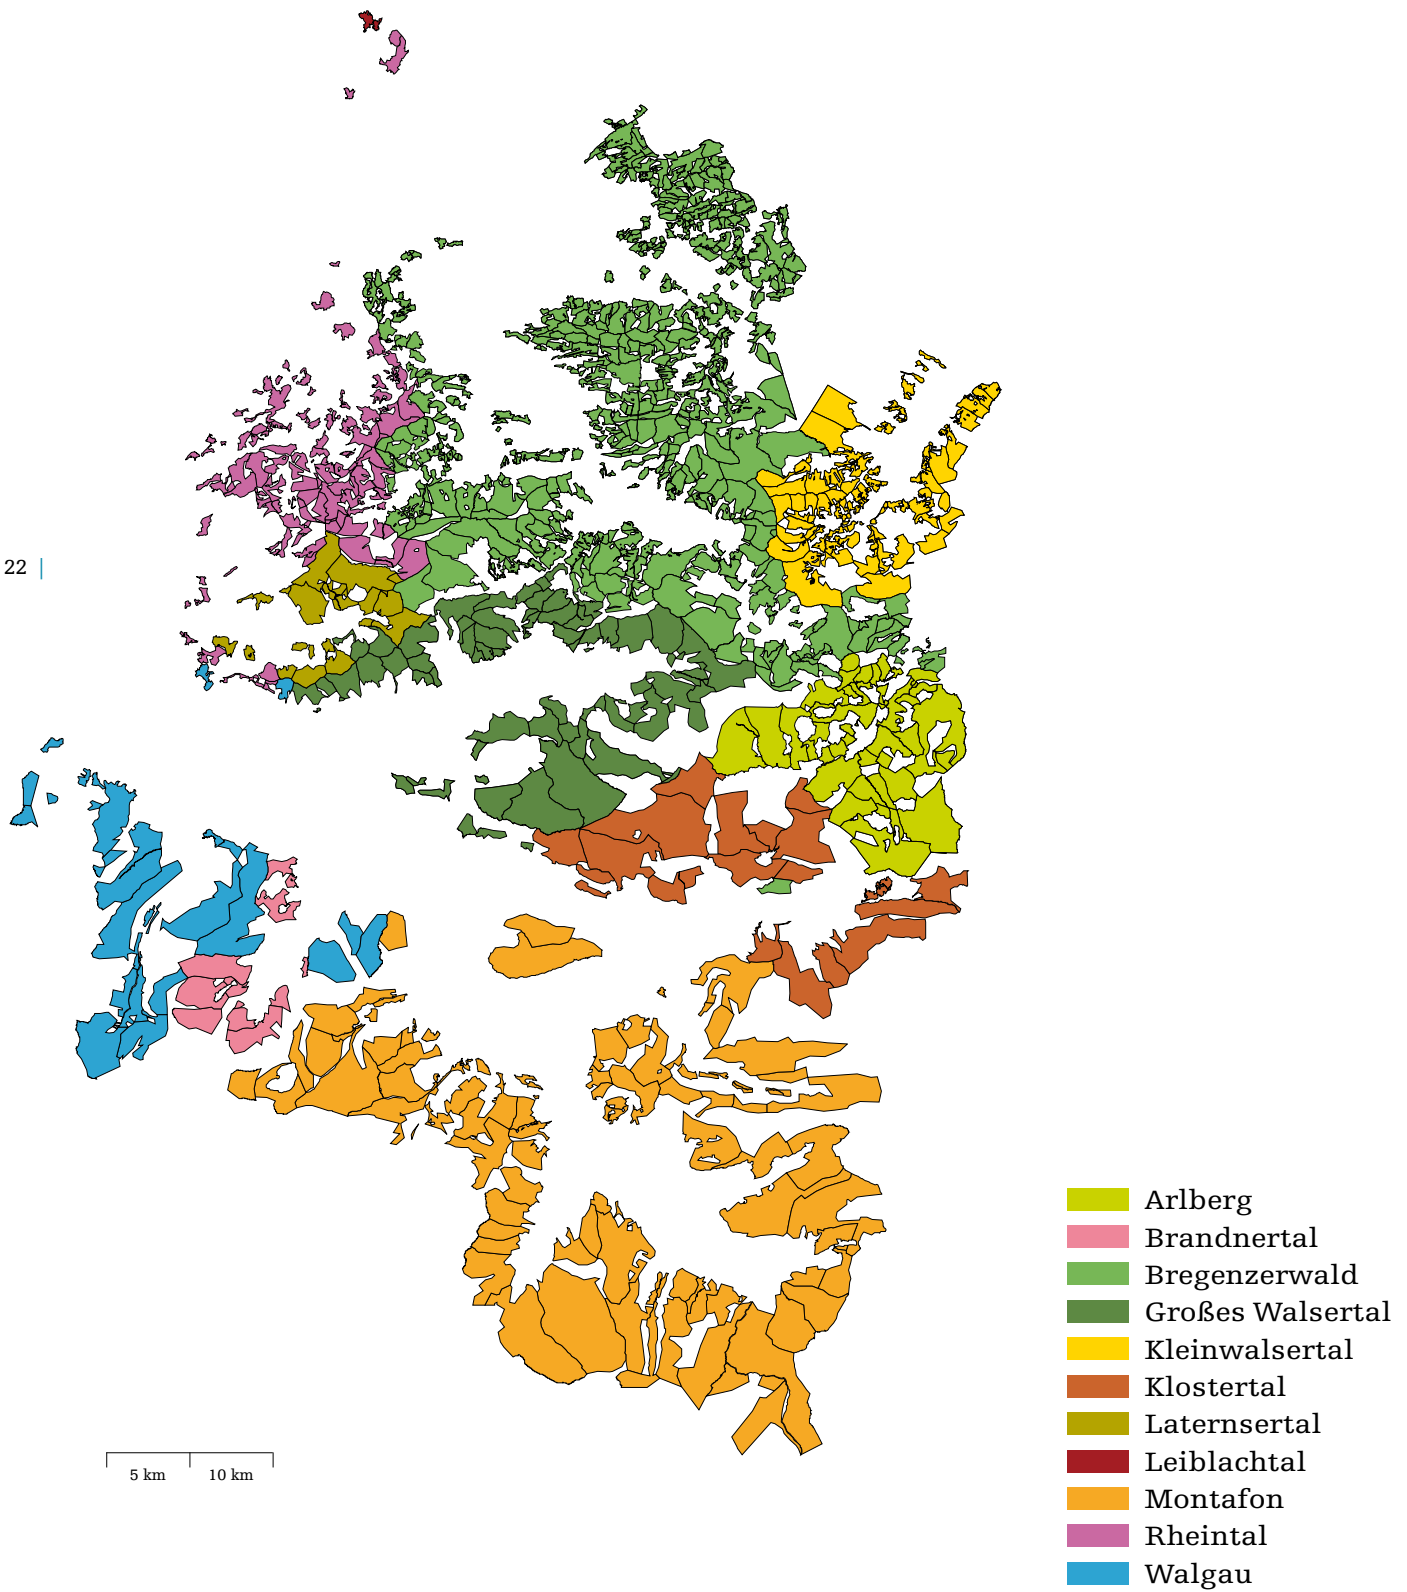 22
5 km 10 km
Arlberg
Brandnertal
Bregenzerwald
Großes Walsertal
Kleinwalsertal
Klostertal
Laternsertal
Leiblachtal
Montafon
Rheintal
Walgau